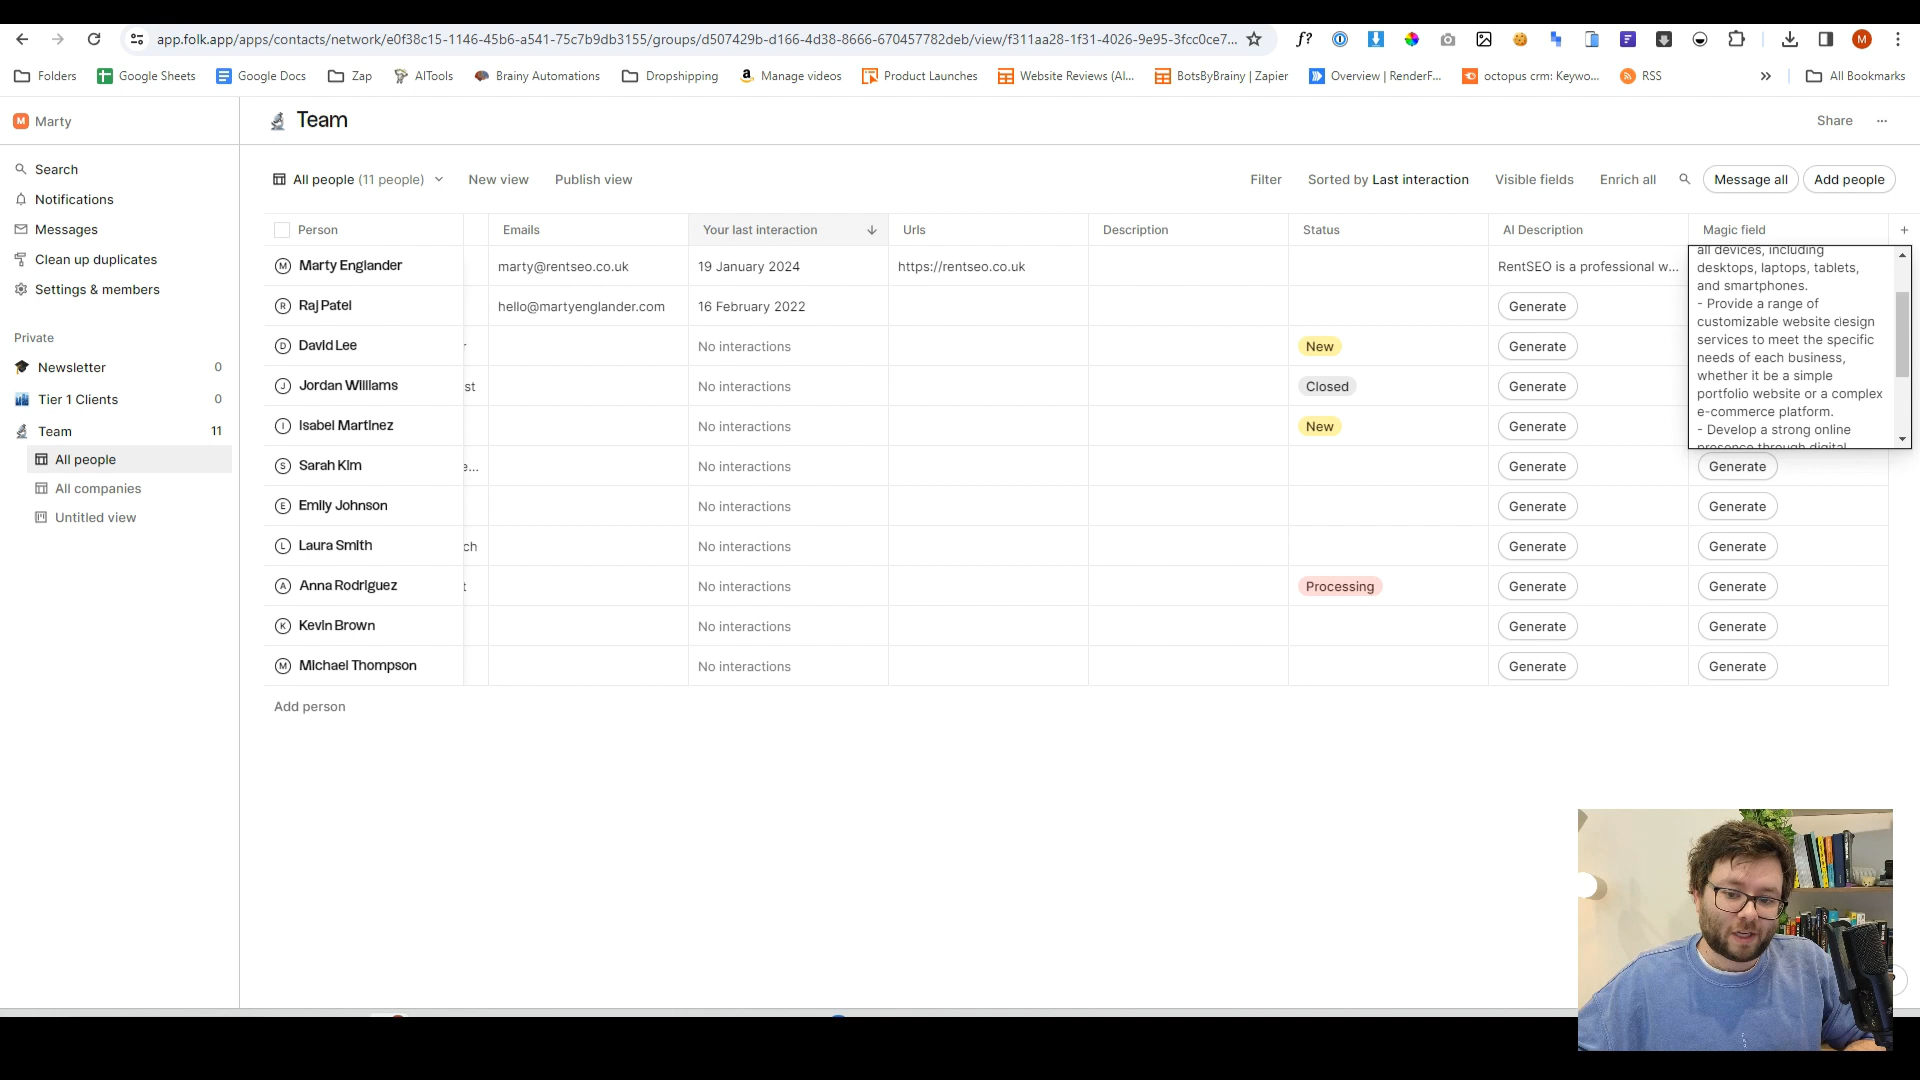 app.folk.app/apps/contacts/network/e0f38c15-1146-45b6-a541-75c7b9db3155/groups/d507429b-d166-4d38-8666-670457782deb/view/f311aa28-1f31-4026-9e95-3fcc0ce7...
f?
M
Folders
Google Sheets
Google Docs
Zap
AITools
Brainy Automations
Dropshipping
Manage videos
Product Launches
Website Reviews (AI...
BotsByBrainy | Zapier
Overview | RenderF...
octopus crm: Keywo...
RSS
All Bookmarks
M Marty
Search
Notifications
Messages
Clean up duplicates
Settings & members
Private
Newsletter 0
Tier 1 Clients 0
Team 11
All people
All companies
Untitled view
Team
Share
All people (11 people)
New view
Publish view
Filter
Sorted by Last interaction
Visible fields
Enrich all
Message all
Add people
Person Emails Your last interaction Urls Description Status AI Description Magic field
M Marty Englander marty@rentseo.co.uk 19 January 2024 https://rentseo.co.uk RentSEO is a professional w...
R Raj Patel hello@martyenglander.com 16 February 2022 Generate
D David Lee No interactions New Generate
J Jordan Williams st No interactions Closed Generate
I Isabel Martinez No interactions New Generate
all devices, including
desktops, laptops, tablets,
and smartphones.
- Provide a range of
customizable website design
services to meet the specific
needs of each business,
whether it be a simple
portfolio website or a complex
e-commerce platform.
- Develop a strong online
presence through digital
S Sarah Kim e... No interactions Generate Generate
E Emily Johnson No interactions Generate Generate
L Laura Smith ch No interactions Generate Generate
A Anna Rodriguez t No interactions Processing Generate Generate
K Kevin Brown No interactions Generate Generate
M Michael Thompson No interactions Generate Generate
Add person